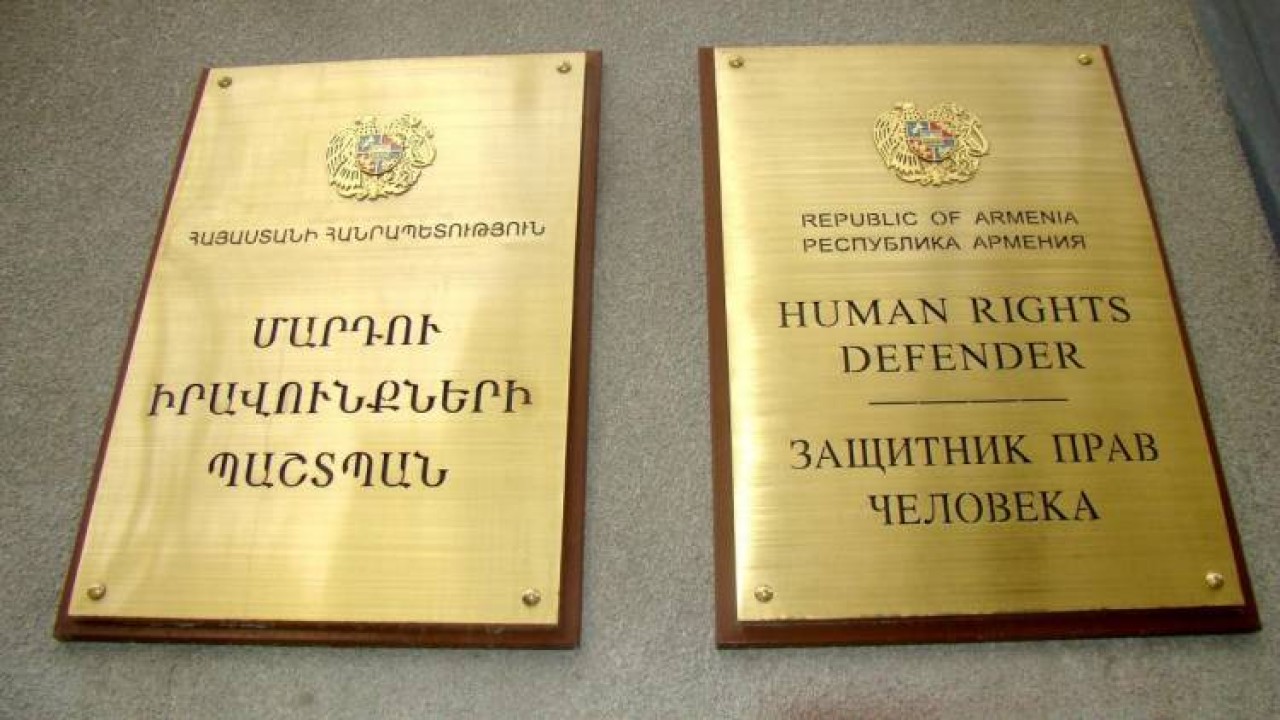 ՀԱՅԱՍՏԱՆԻ ՀԱՆՐԱՊԵՏՈՒԹՅՈՒՆ
ՄԱՐԴՈՒ
ԻՐԱՎՈՒՆՔՆԵՐԻ
ՊԱՇՏՊԱՆ
REPUBLIC OF ARMENIA
РЕСПУБЛИКА АРМЕНИЯ
HUMAN RIGHTS
DEFENDER
ЗАЩИТНИК ПРАВ
ЧЕЛОВЕКА